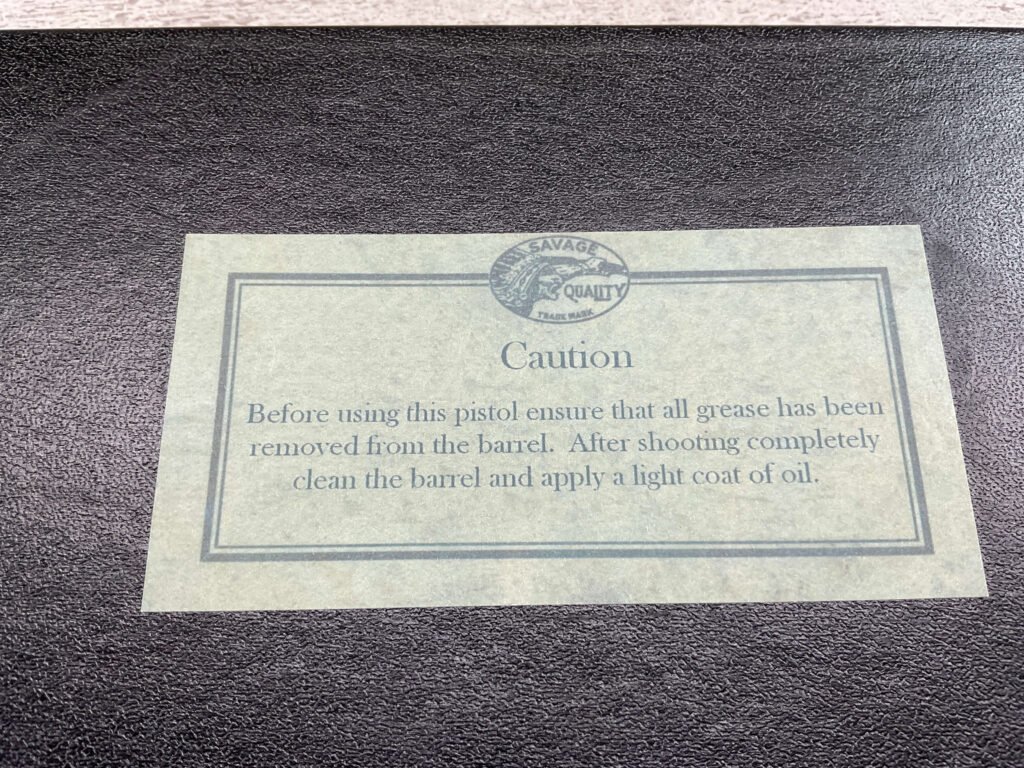 SAVAGE
QUALITY
TRADE MARK
Caution
Before using this pistol ensure that all grease has been
removed from the barrel. After shooting completely
clean the barrel and apply a light coat of oil.